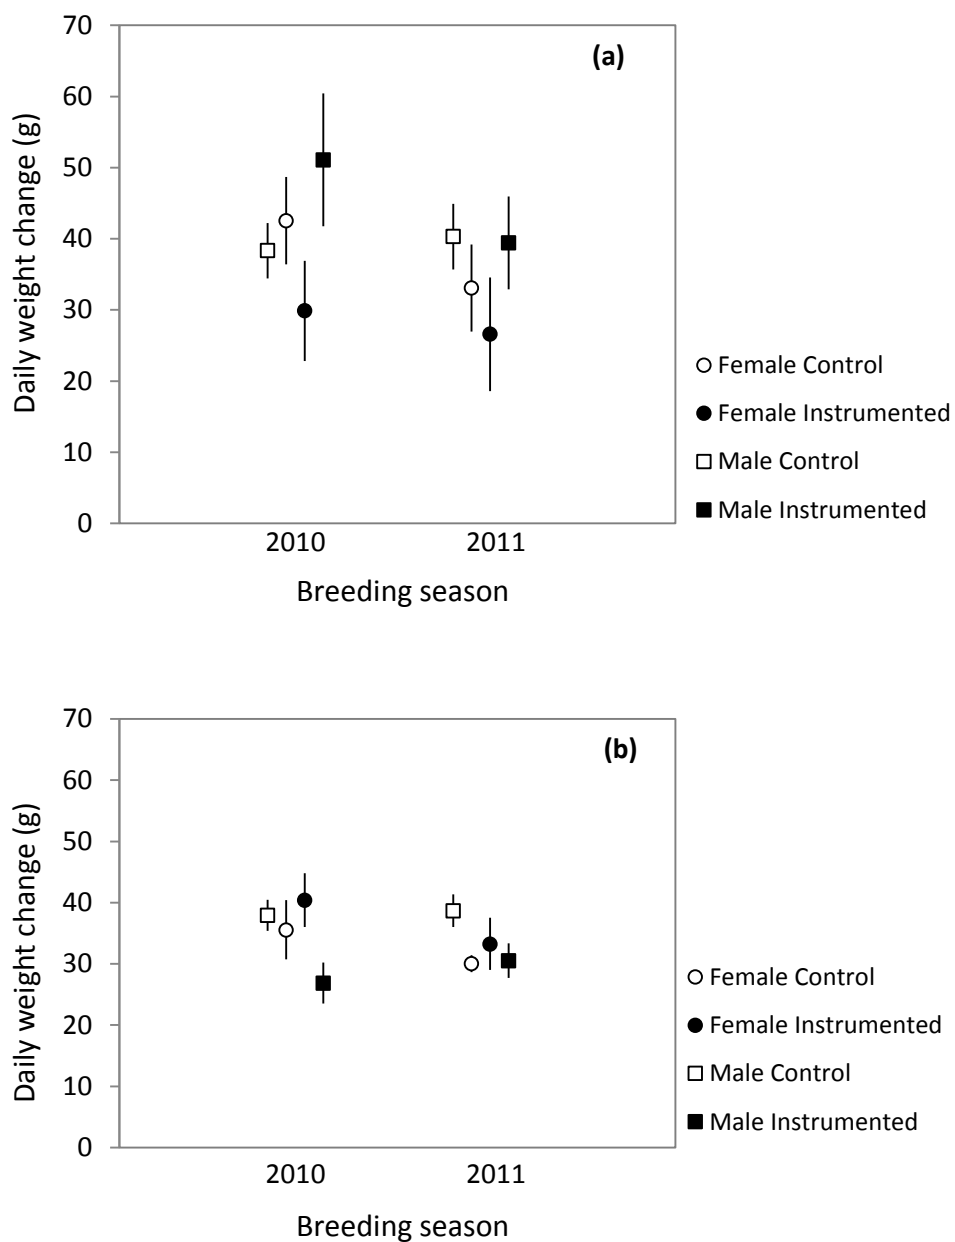 70
(a)
60
50
40
30
20
10
0
Daily weight change (g)
2010 2011
Breeding season
Female Control
Female Instrumented
Male Control
Male Instrumented
70
(b)
60
50
40
30
20
10
0
Daily weight change (g)
2010 2011
Breeding season
Female Control
Female Instrumented
Male Control
Male Instrumented